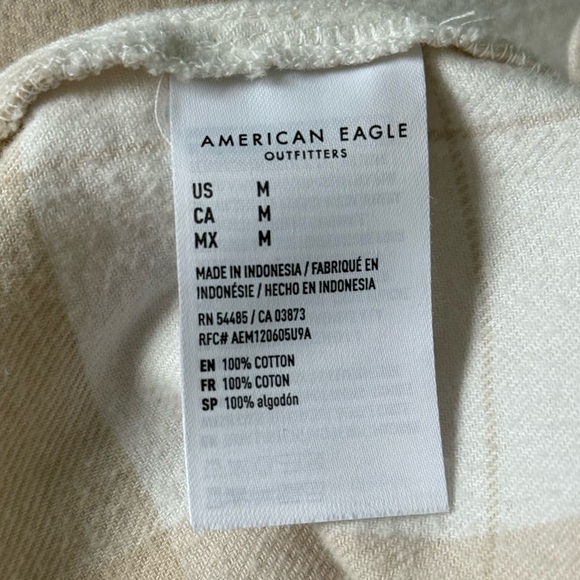 AMERICAN EAGLE
OUTFITTERS
US M
CA M
MX M
MADE IN INDONESIA / FABRIQUÉ EN
INDONÉSIE / HECHO EN INDONESIA
RN 54485 / CA 03873
RFC# AEM120605U9A
EN 100% COTTON
FR 100% COTON
SP 100% algodón